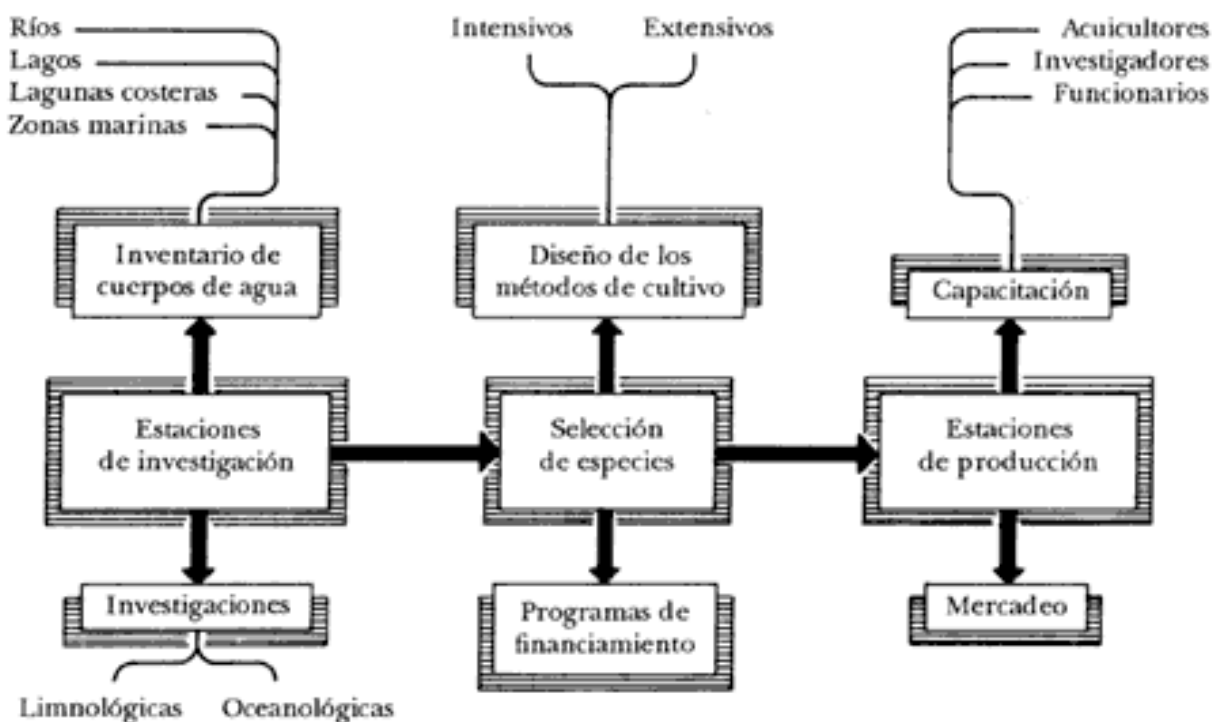 Ríos
Lagos
Lagunas costeras
Zonas marinas
Intensivos
Extensivos
Acuicultores
Investigadores
Funcionarios
Inventario de
cuerpos de agua
Diseño de los
métodos de cultivo
Capacitación
Estaciones
de investigación
Selección
de especies
Estaciones
de producción
Investigaciones
Programas de
financiamiento
Mercadeo
Limnológicas
Oceanológicas